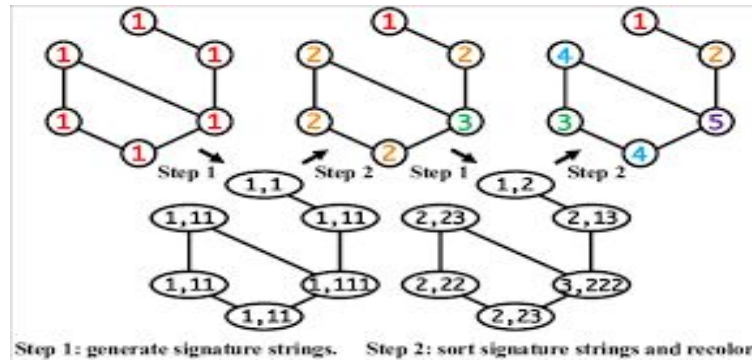 1 1 1
1 1 2 2 4 2
1 1 2 3 3 5
1 2 4
Step 1 Step 2 Step 1 Step 2
1,1 1,2
1,11 1,11 2,23 2,13
1,11 1,111 2,22 3,222
1,11 2,23
Step 1: generate signature strings. Step 2: sort signature strings and recolor